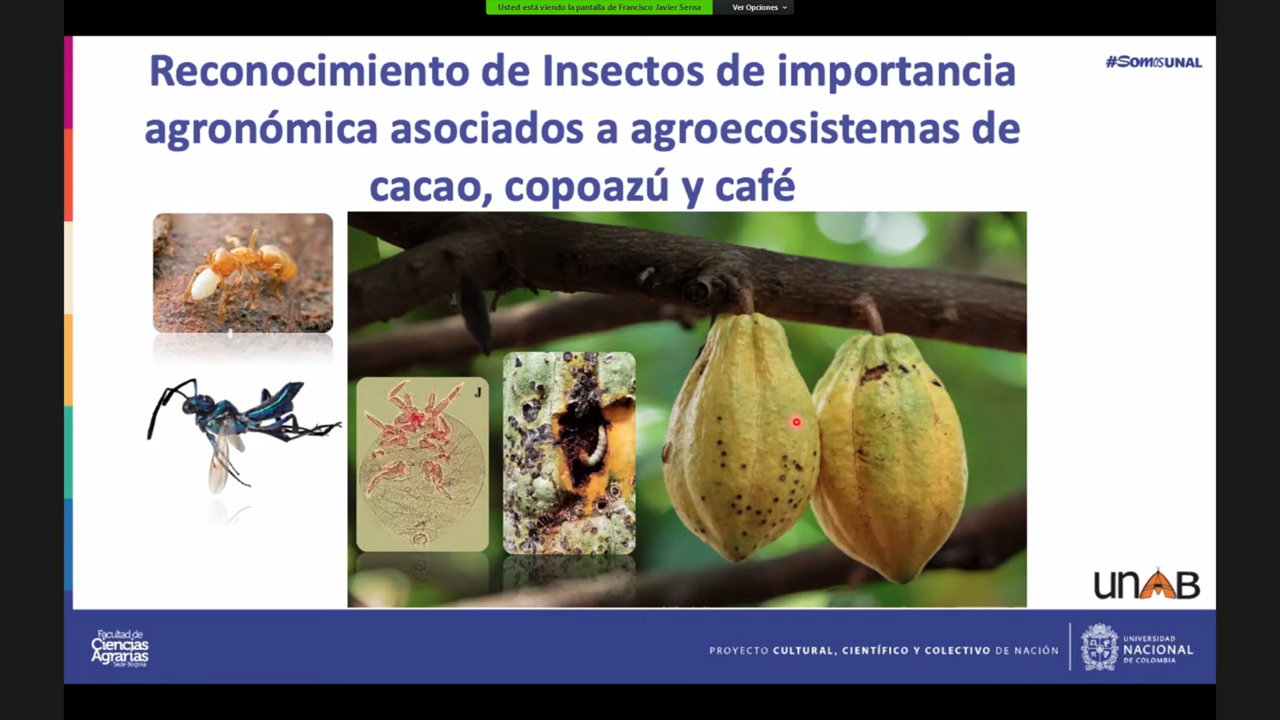 Usted está viendo la pantalla de Francisco Javier Serna
Ver Opciones
Reconocimiento de Insectos de importancia
agronómica asociados a agroecosistemas de
cacao, copoazú y café
#SomosUNAL
J
UNAB
Facultad de
Ciencias
Agrarias
Sede Bogotá
PROYECTO CULTURAL, CIENTÍFICO Y COLECTIVO DE NACIÓN
UNIVERSIDAD
NACIONAL
DE COLOMBIA